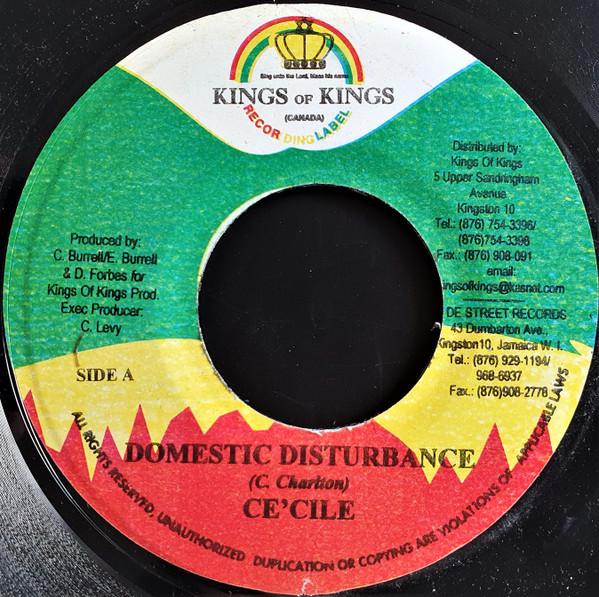 Sing unto the Lord, bless his name
KINGS OF KINGS
(CANADA)
RECORDING LABEL
Distributed by:
Kings Of Kings
5 Upper Sandringham
Avenue
Kingston 10
Tel.: (876) 754-3396/
(876)754-3398
Fax.: (876) 908-091
email:
ingsofkings@kasnet.com
DE STREET RECORDS
43 Dumbarton Ave.,
Kingston10, Jamaica W.I.
Tel.: (876) 929-1194/
968-6937
Fax.: (876)908-2778
Produced by:
C. Burrell/E. Burrell
& D. Forbes for
Kings Of Kings Prod.
Exec Producer:
C. Levy
SIDE A
DOMESTIC DISTURBANCE
(C. Charlton)
CE'CILE
ALL RIGHTS RESERVED, UNAUTHORIZED DUPLICATION OR COPYING ARE VIOLATIONS OF APPLICABLE LAWS